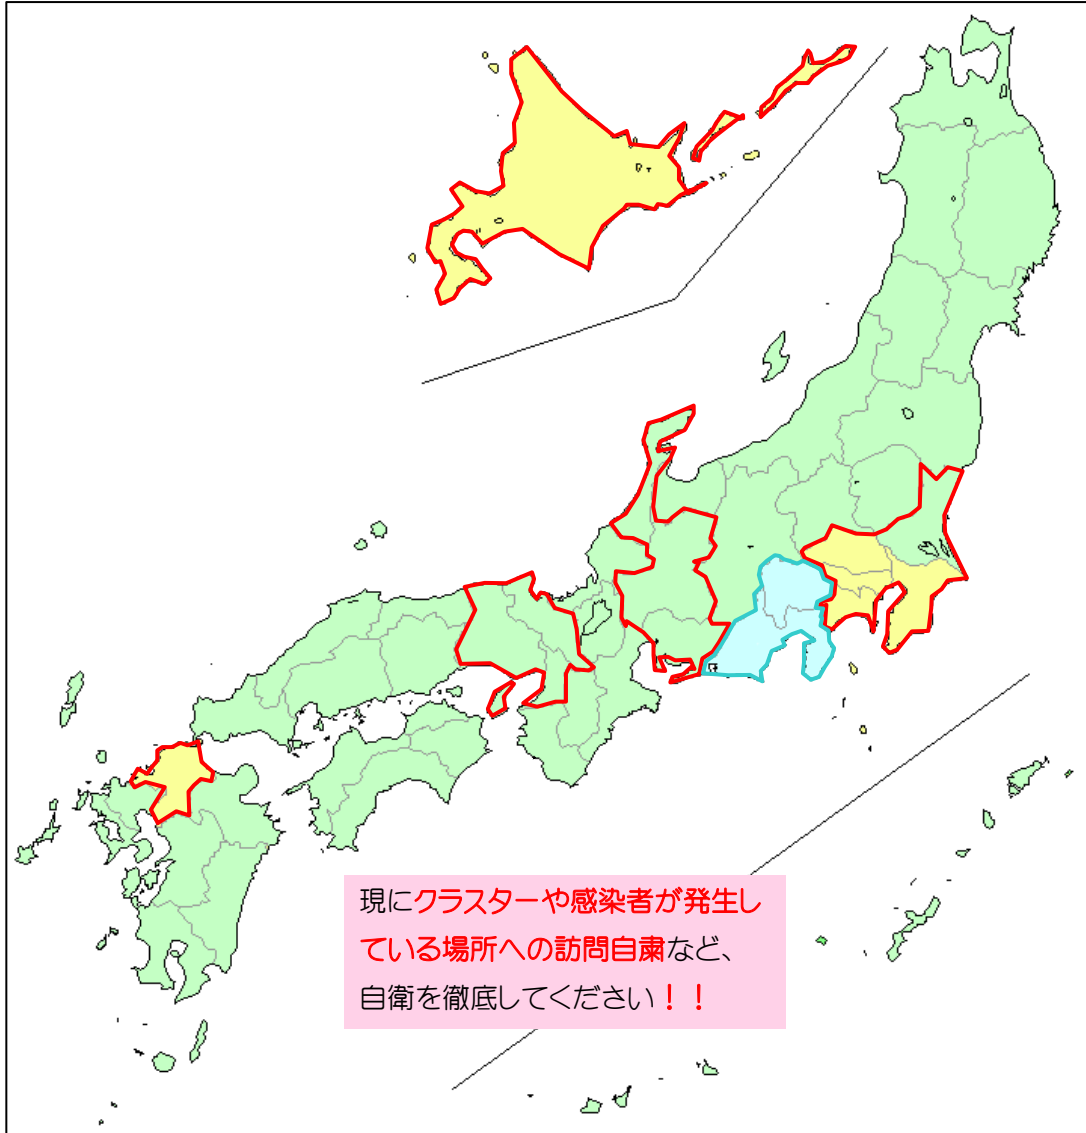 現にクラスターや感染者が発生し
ている場所への訪問自粛など、
自衛を徹底してください！！